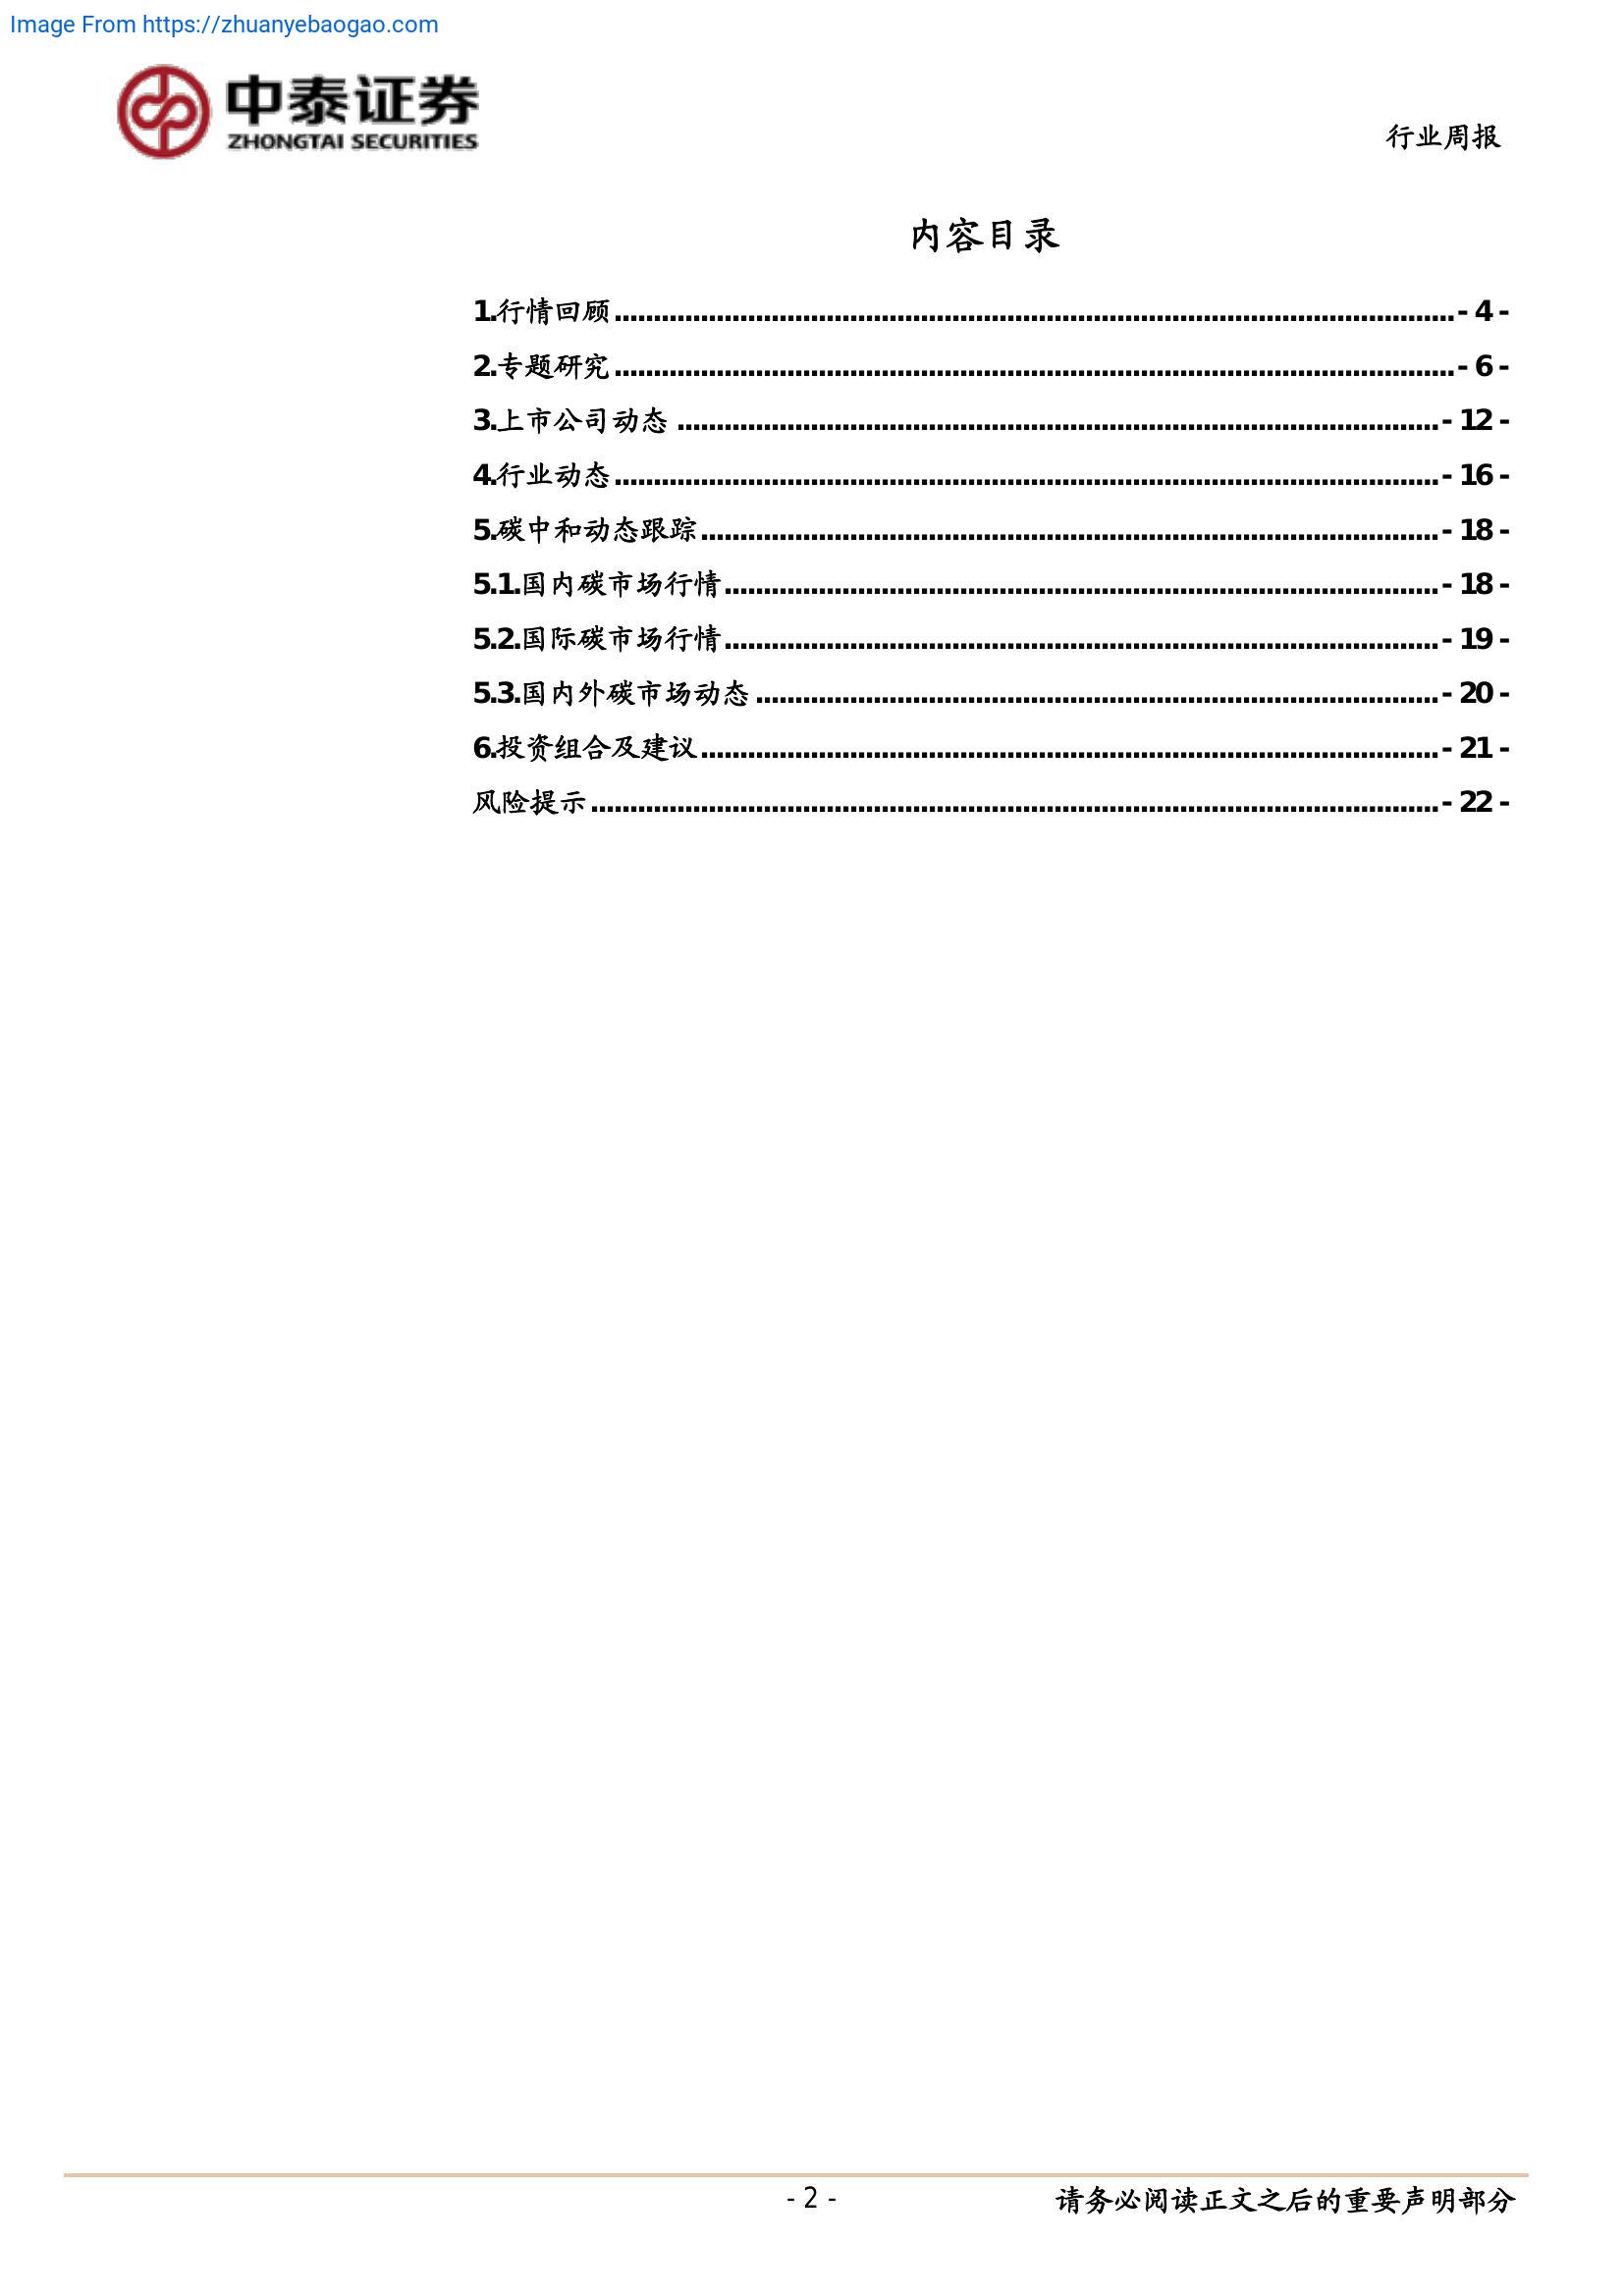 Image From https://zhuanyebaogao.com
中泰证券
ZHONGTAI SECURITIES
行业周报
内容目录
1.行情回顾 - 4 -
2.专题研究 - 6 -
3.上市公司动态 - 12 -
4.行业动态 - 16 -
5.碳中和动态跟踪 - 18 -
5.1.国内碳市场行情 - 18 -
5.2.国际碳市场行情 - 19 -
5.3.国内外碳市场动态 - 20 -
6.投资组合及建议 - 21 -
风险提示 - 22 -
- 2 -
请务必阅读正文之后的重要声明部分